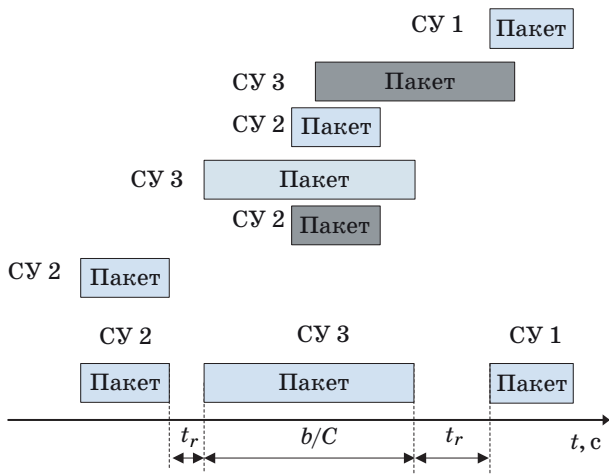 СУ 1 Пакет
СУ 3 Пакет
СУ 2 Пакет
СУ 3 Пакет
СУ 2 Пакет
СУ 2 Пакет
СУ 2 СУ 3 СУ 1
Пакет Пакет Пакет
t_r b/C t_r t, с